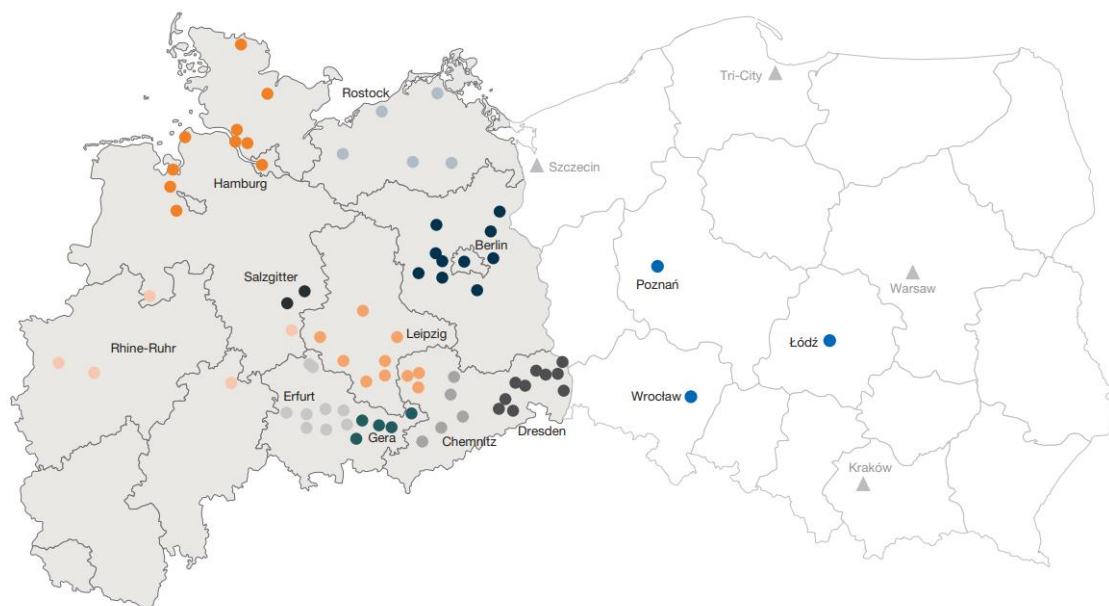 Tri-City
Rostock
Szczecin
Hamburg
Berlin
Salzgitter
Poznań
Warsaw
Leipzig
Rhine-Ruhr
Łódź
Erfurt
Wrocław
Gera
Chemnitz
Dresden
Kraków